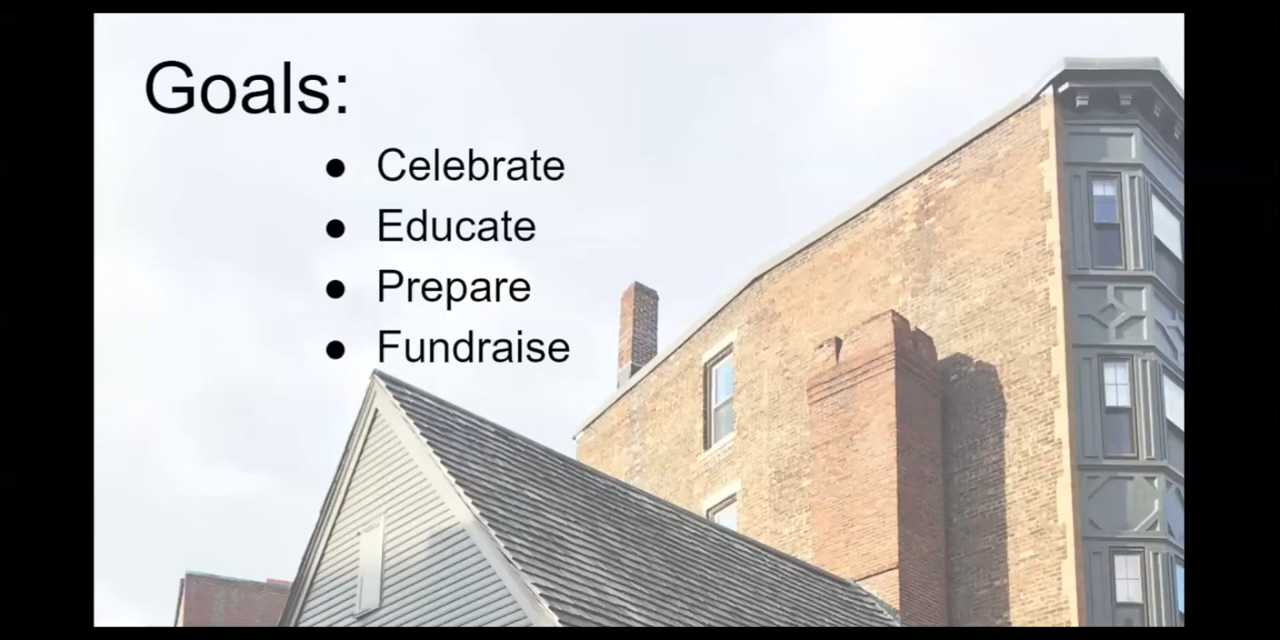 Goals:
● Celebrate
● Educate
● Prepare
● Fundraise